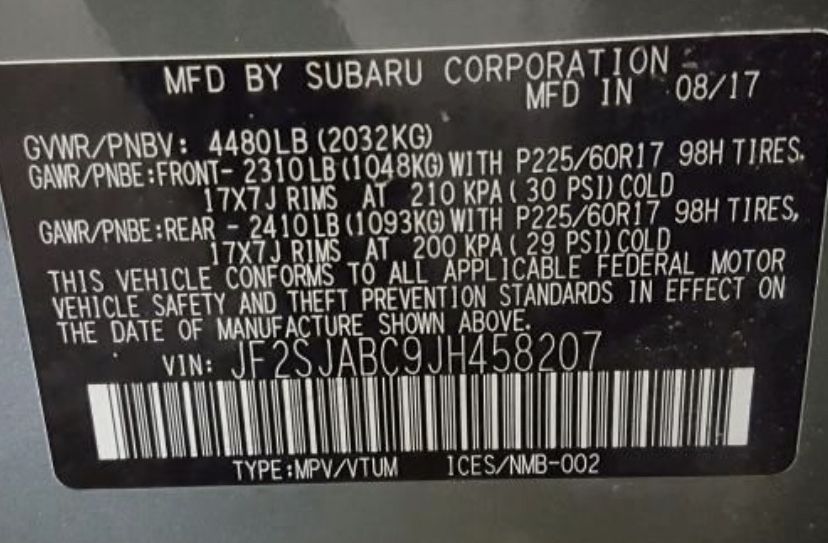 MFD BY SUBARU CORPORATION
MFD IN 08/17
GVWR/PNBV: 4480LB(2032KG)
GAWR/PNBE:FRONT- 2310LB(1048KG)WITH P225/60R17 98H TIRES.
17X7J RIMS AT 210 KPA(30 PSI)COLD
GAWR/PNBE:REAR - 2410LB(1093KG)WITH P225/60R17 98H TIRES,
17X7J RIMS AT 200 KPA(29 PSI)COLD
THIS VEHICLE CONFORMS TO ALL APPLICABLE FEDERAL MOTOR
VEHICLE SAFETY AND THEFT PREVENTION STANDARDS IN EFFECT ON
THE DATE OF MANUFACTURE SHOWN ABOVE.
VIN: JF2SJABC9JH458207
TYPE:MPV/VTUM ICES/NMB-002